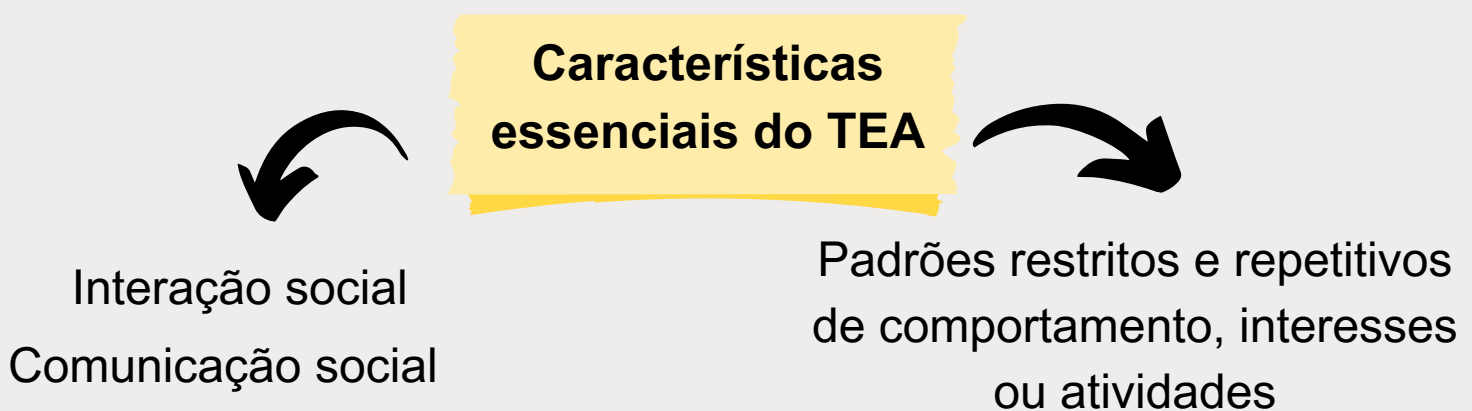 Características
essenciais do TEA
Interação social
Comunicação social
Padrões restritos e repetitivos
de comportamento, interesses
ou atividades